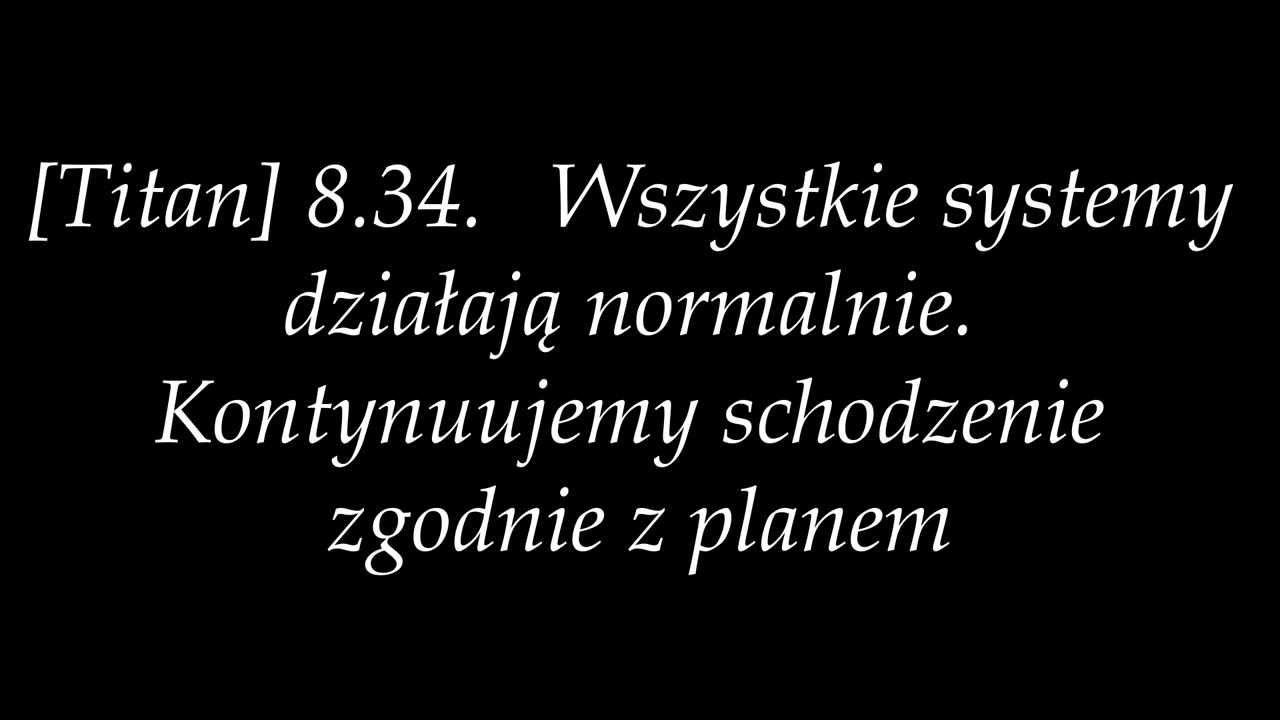 [Titan] 8.34. Wszystkie systemy
działają normalnie.
Kontynuujemy schodzenie
zgodnie z planem